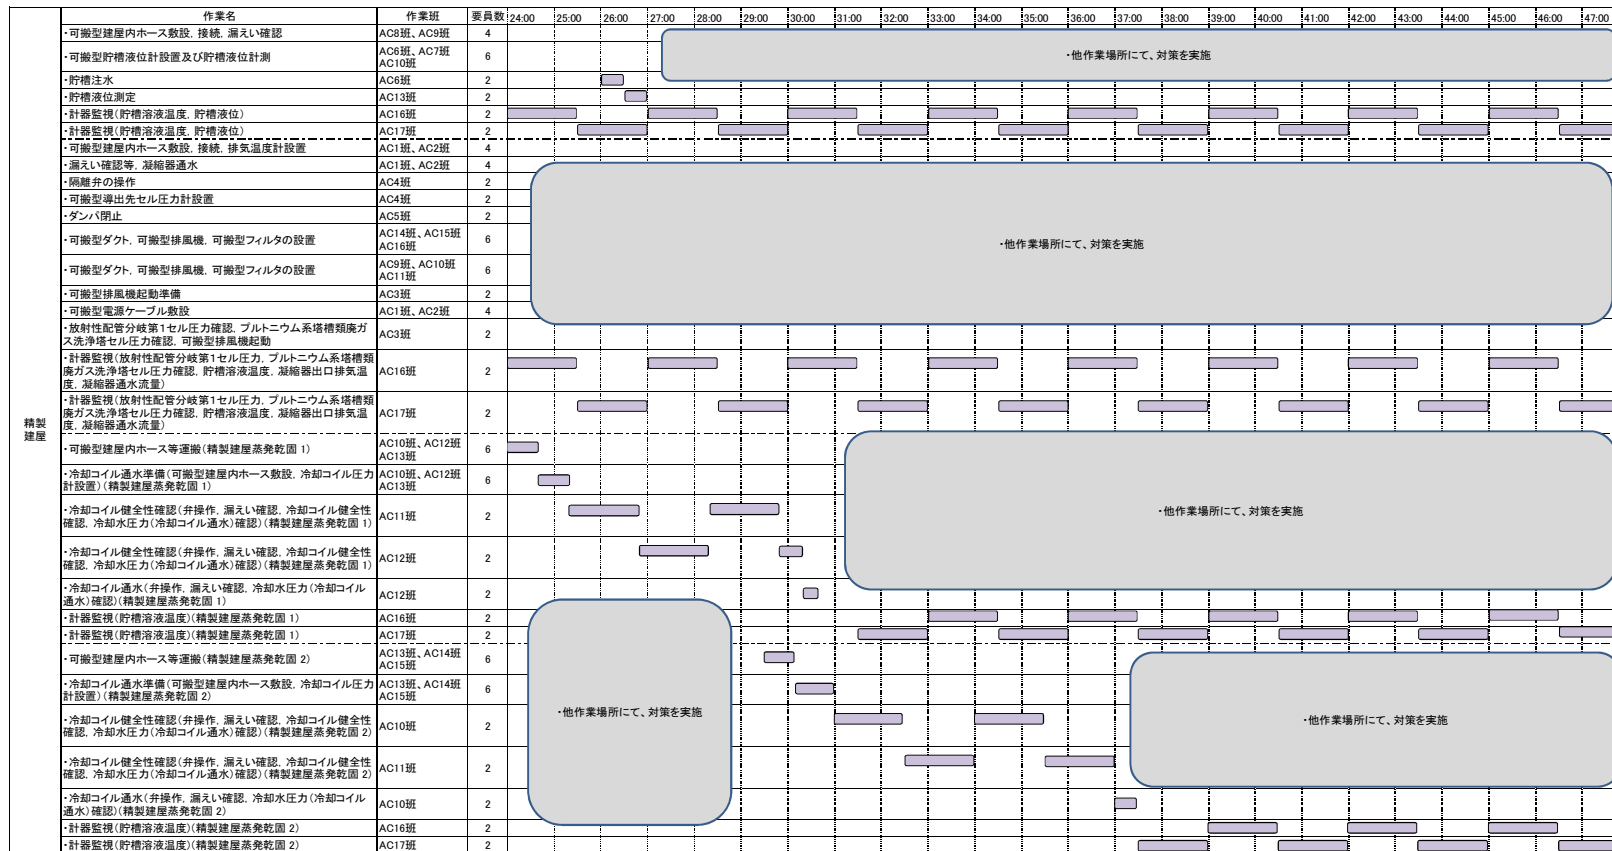 作業名 作業班 要員数 24:00 25:00 26:00 27:00 28:00 29:00 30:00 31:00 32:00 33:00 34:00 35:00 36:00 37:00 38:00 39:00 40:00 41:00 42:00 43:00 44:00 45:00 46:00 47:00
精製
建屋
・可搬型建屋内ホース敷設，接続，漏えい確認 AC8班、AC9班 4
・可搬型貯槽液位計設置及び貯槽液位計測 AC6班、AC7班
AC10班 6
・他作業場所にて、対策を実施
・貯槽注水 AC6班 2
・貯槽液位測定 AC13班 2
・計器監視（貯槽溶液温度，貯槽液位） AC16班 2
・計器監視（貯槽溶液温度，貯槽液位） AC17班 2
・可搬型建屋内ホース敷設，接続，排気温度計設置 AC1班、AC2班 4
・漏えい確認等，凝縮器通水 AC1班、AC2班 4
・隔離弁の操作 AC4班 2
・可搬型導出先セル圧力計設置 AC4班 2
・ダンパ閉止 AC5班 2
・可搬型ダクト，可搬型排風機，可搬型フィルタの設置 AC14班、AC15班
AC16班 6
・他作業場所にて、対策を実施
・可搬型ダクト，可搬型排風機，可搬型フィルタの設置 AC9班、AC10班
AC11班 6
・可搬型排風機起動準備 AC3班 2
・可搬型電源ケーブル敷設 AC1班、AC2班 4
・放射性配管分岐第1セル圧力確認，プルトニウム系塔槽類廃ガ
ス洗浄塔セル圧力確認，可搬型排風機起動 AC3班 2
・計器監視（放射性配管分岐第1セル圧力，プルトニウム系塔槽類
廃ガス洗浄塔セル圧力確認，貯槽溶液温度，凝縮器出口排気温
度，凝縮器通水流量） AC16班 2
・計器監視（放射性配管分岐第1セル圧力，プルトニウム系塔槽類
廃ガス洗浄塔セル圧力確認，貯槽溶液温度，凝縮器出口排気温
度，凝縮器通水流量） AC17班 2
・可搬型建屋内ホース等運搬（精製建屋蒸発乾固 1） AC10班、AC12班
AC13班 6
・冷却コイル通水準備（可搬型建屋内ホース敷設，冷却コイル圧力
計設置）（精製建屋蒸発乾固 1） AC10班、AC12班
AC13班 6
・冷却コイル健全性確認（弁操作，漏えい確認，冷却コイル健全性
確認，冷却水圧力（冷却コイル通水）確認）（精製建屋蒸発乾固 1） AC11班 2
・他作業場所にて、対策を実施
・冷却コイル健全性確認（弁操作，漏えい確認，冷却コイル健全性
確認，冷却水圧力（冷却コイル通水）確認）（精製建屋蒸発乾固 1） AC12班 2
・冷却コイル通水（弁操作，漏えい確認，冷却水圧力（冷却コイル
通水）確認）（精製建屋蒸発乾固 1） AC12班 2
・計器監視（貯槽溶液温度）（精製建屋蒸発乾固 1） AC16班 2
・計器監視（貯槽溶液温度）（精製建屋蒸発乾固 1） AC17班 2
・可搬型建屋内ホース等運搬（精製建屋蒸発乾固 2） AC13班、AC14班
AC15班 6
・冷却コイル通水準備（可搬型建屋内ホース敷設，冷却コイル圧力
計設置）（精製建屋蒸発乾固 2） AC13班、AC14班
AC15班 6
・冷却コイル健全性確認（弁操作，漏えい確認，冷却コイル健全性
確認，冷却水圧力（冷却コイル通水）確認）（精製建屋蒸発乾固 2） AC10班 2
・他作業場所にて、対策を実施
・他作業場所にて、対策を実施
・冷却コイル健全性確認（弁操作，漏えい確認，冷却コイル健全性
確認，冷却水圧力（冷却コイル通水）確認）（精製建屋蒸発乾固 2） AC11班 2
・冷却コイル通水（弁操作，漏えい確認，冷却水圧力（冷却コイル
通水）確認）（精製建屋蒸発乾固 2） AC10班 2
・計器監視（貯槽溶液温度）（精製建屋蒸発乾固 2） AC16班 2
・計器監視（貯槽溶液温度）（精製建屋蒸発乾固 2） AC17班 2